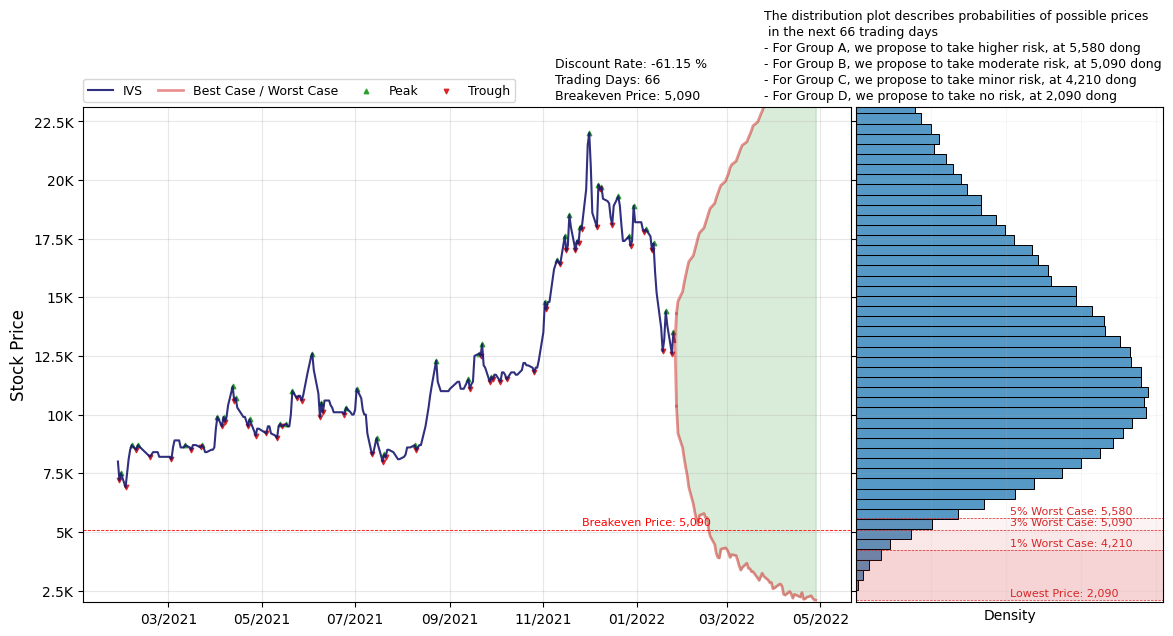 The distribution plot describes probabilities of possible prices
in the next 66 trading days
- For Group A, we propose to take higher risk, at 5,580 dong
- For Group B, we propose to take moderate risk, at 5,090 dong
- For Group C, we propose to take minor risk, at 4,210 dong
- For Group D, we propose to take no risk, at 2,090 dong
Discount Rate: -61.15 %
Trading Days: 66
Breakeven Price: 5,090
IVS
Best Case / Worst Case
Peak
Trough
Stock Price
22.5K
20K
17.5K
15K
12.5K
10K
7.5K
5K
2.5K
Breakeven Price: 5,090
03/2021
05/2021
07/2021
09/2021
11/2021
01/2022
03/2022
05/2022
5% Worst Case: 5,580
3% Worst Case: 5,090
1% Worst Case: 4,210
Lowest Price: 2,090
Density